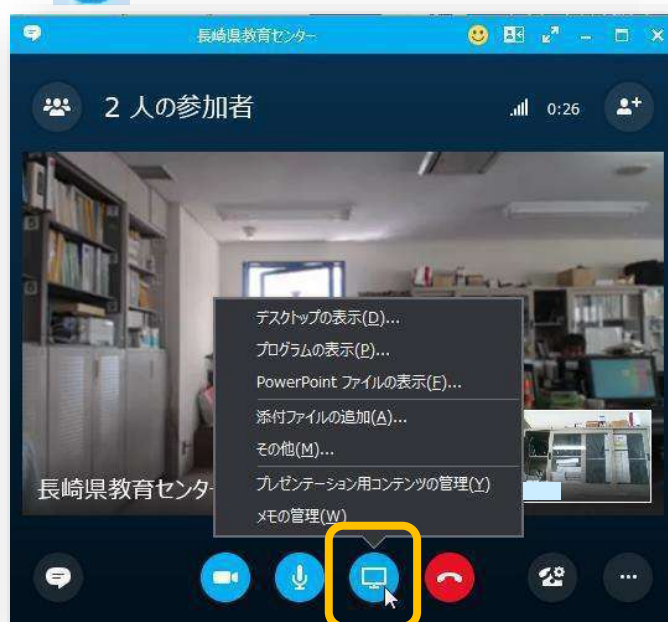 長崎県教育センター
2 人の参加者
0:26
デスクトップの表示(D)...
プログラムの表示(P)...
PowerPoint ファイルの表示(E)...
添付ファイルの追加(A)...
その他(M)...
プレゼンテーション用コンテンツの管理(Y)
メモの管理(W)
長崎県教育センタ